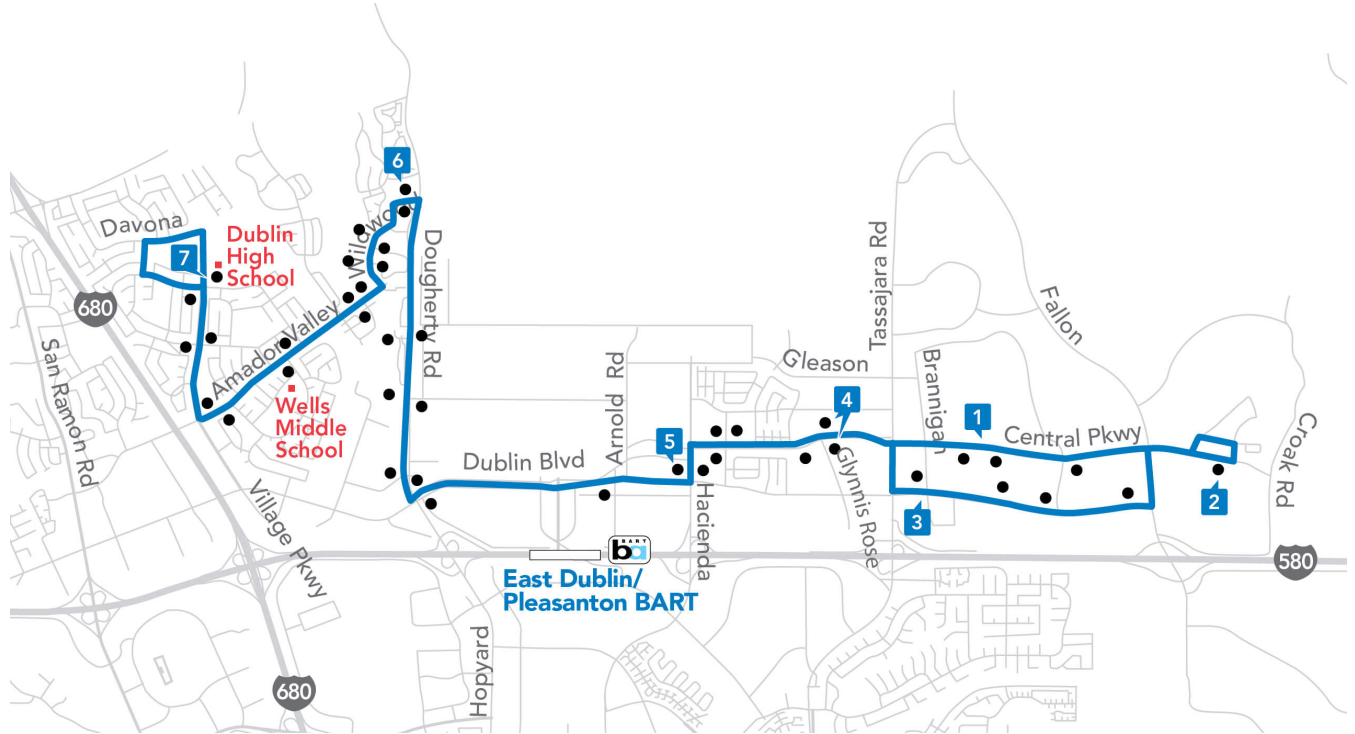 6
Davona
7
Dublin
High
School
Wildwood
680
Dougherty Rd
Tassajara Rd
Fallon
San Ramon Rd
Amador Valley
Gleason
Brannigan
Wells
Middle
School
Arnold Rd
4
1
Central Pkwy
Croak Rd
5
Dublin Blvd
Village Pkwy
Hacienda
Glynnis Rose
3
2
BART
ba
580
East Dublin/
Pleasanton BART
Hopyard
680